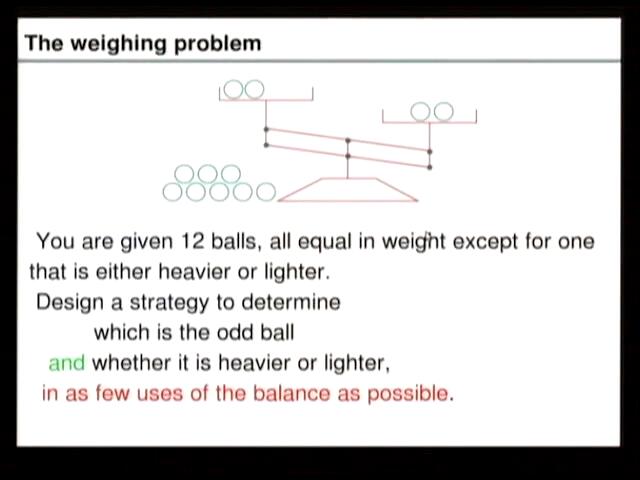 The weighing problem
You are given 12 balls, all equal in weight except for one
that is either heavier or lighter.
Design a strategy to determine
which is the odd ball
and whether it is heavier or lighter,
in as few uses of the balance as possible.